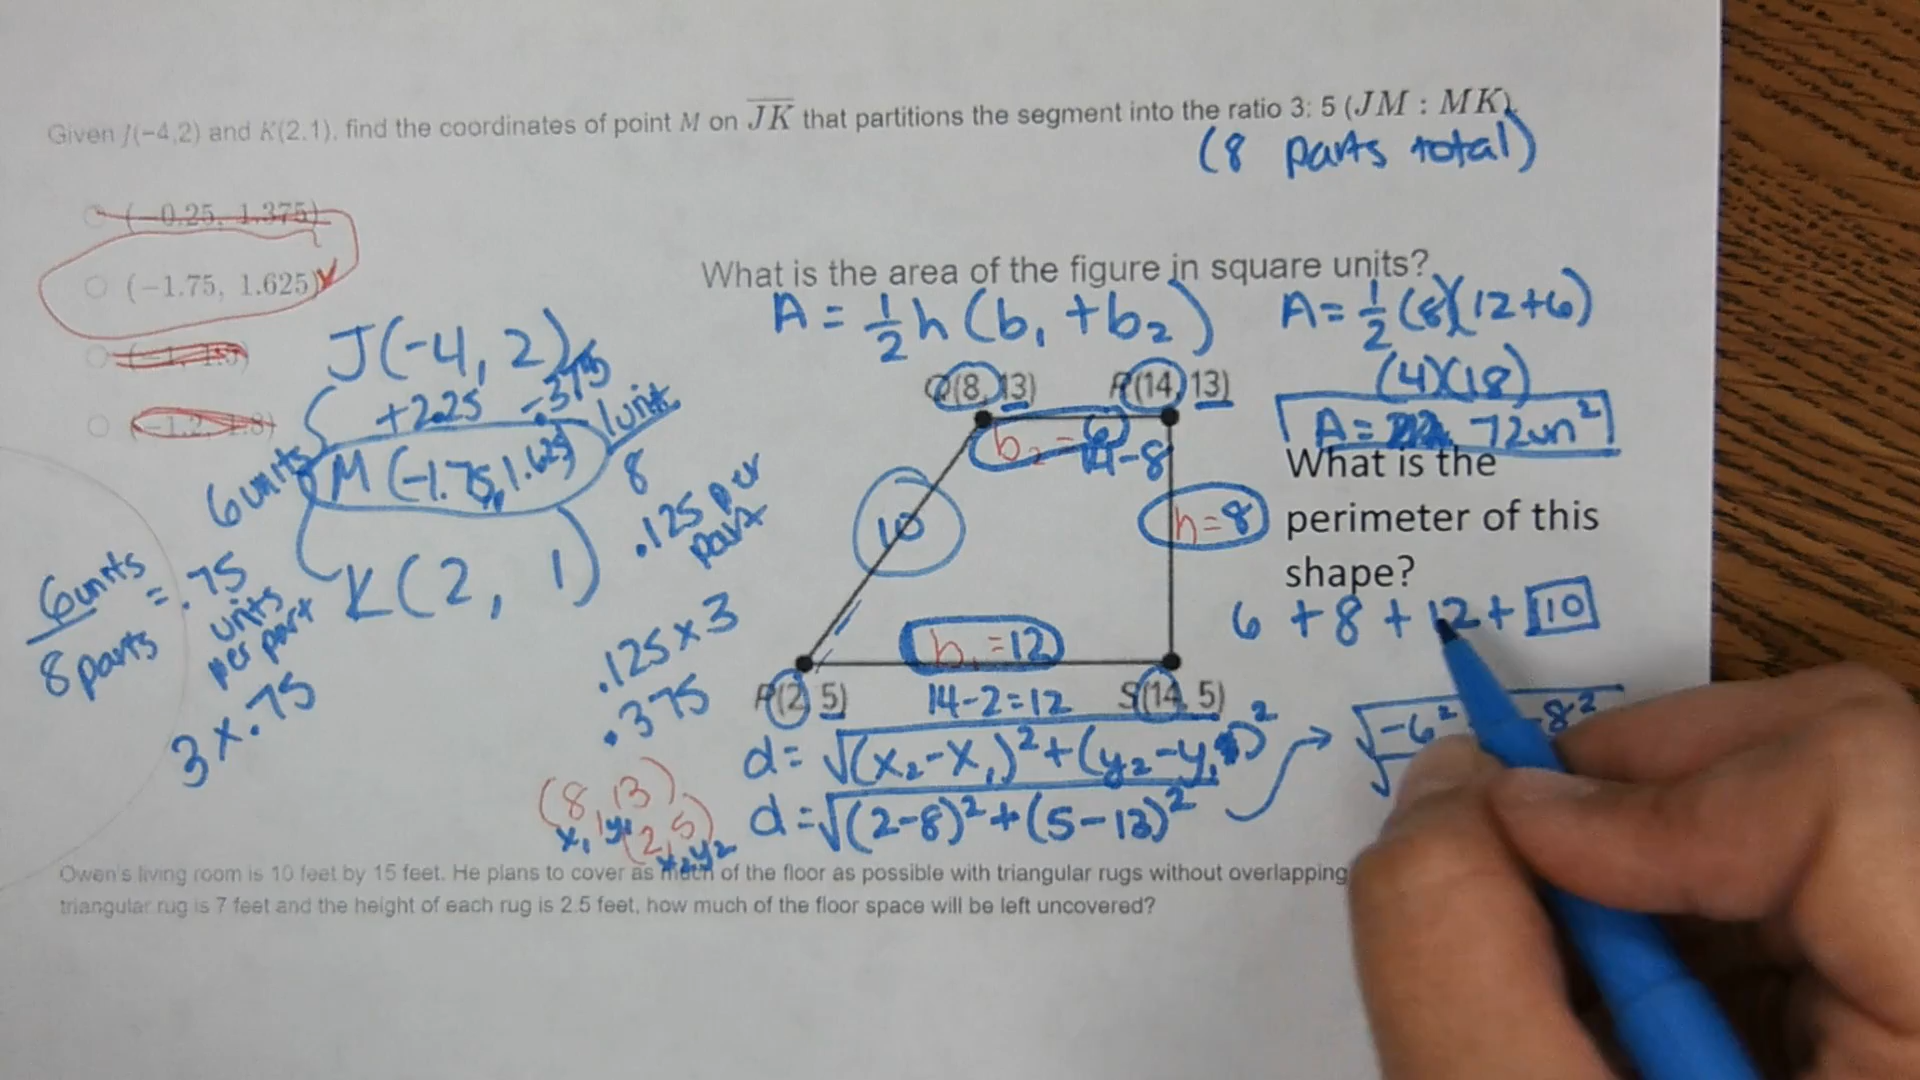 Given J(−4,2) and K(2,1), find the coordinates of point M on JK that partitions the segment into the ratio 3: 5 (JM : MK)
(8 parts total)
(−0.25, 1.375)
(−1.75, 1.625)
(−1.2, 1.8)
J(-4, 2)
+2.25 -.375
6 units
M(-1.75, 1.625)
K(2, 1)
1 unit
8
.125 per part
6 units
8 parts
= .75 units per part
3 x .75
.125 x 3
.375
What is the area of the figure in square units?
A = 1/2 h (b1 + b2)
A = 1/2 (8)(12+6)
(4)(18)
A = 72 un²
Q(8, 13)
R(14, 13)
b2 = 6
14-8
10
h=8
b1 =12
P(2, 5)
14-2=12
S(14, 5)
What is the
perimeter of this
shape?
6 + 8 + 12 + 10
d= √(x2-x1)²+(y2-y1)²
d=√(2-8)²+(5-13)²
√-6² -8²
(8, 13)
x1 y1
(2, 5)
x2 y2
Owen's living room is 10 feet by 15 feet. He plans to cover as much of the floor as possible with triangular rugs without overlapping
triangular rug is 7 feet and the height of each rug is 2.5 feet, how much of the floor space will be left uncovered?